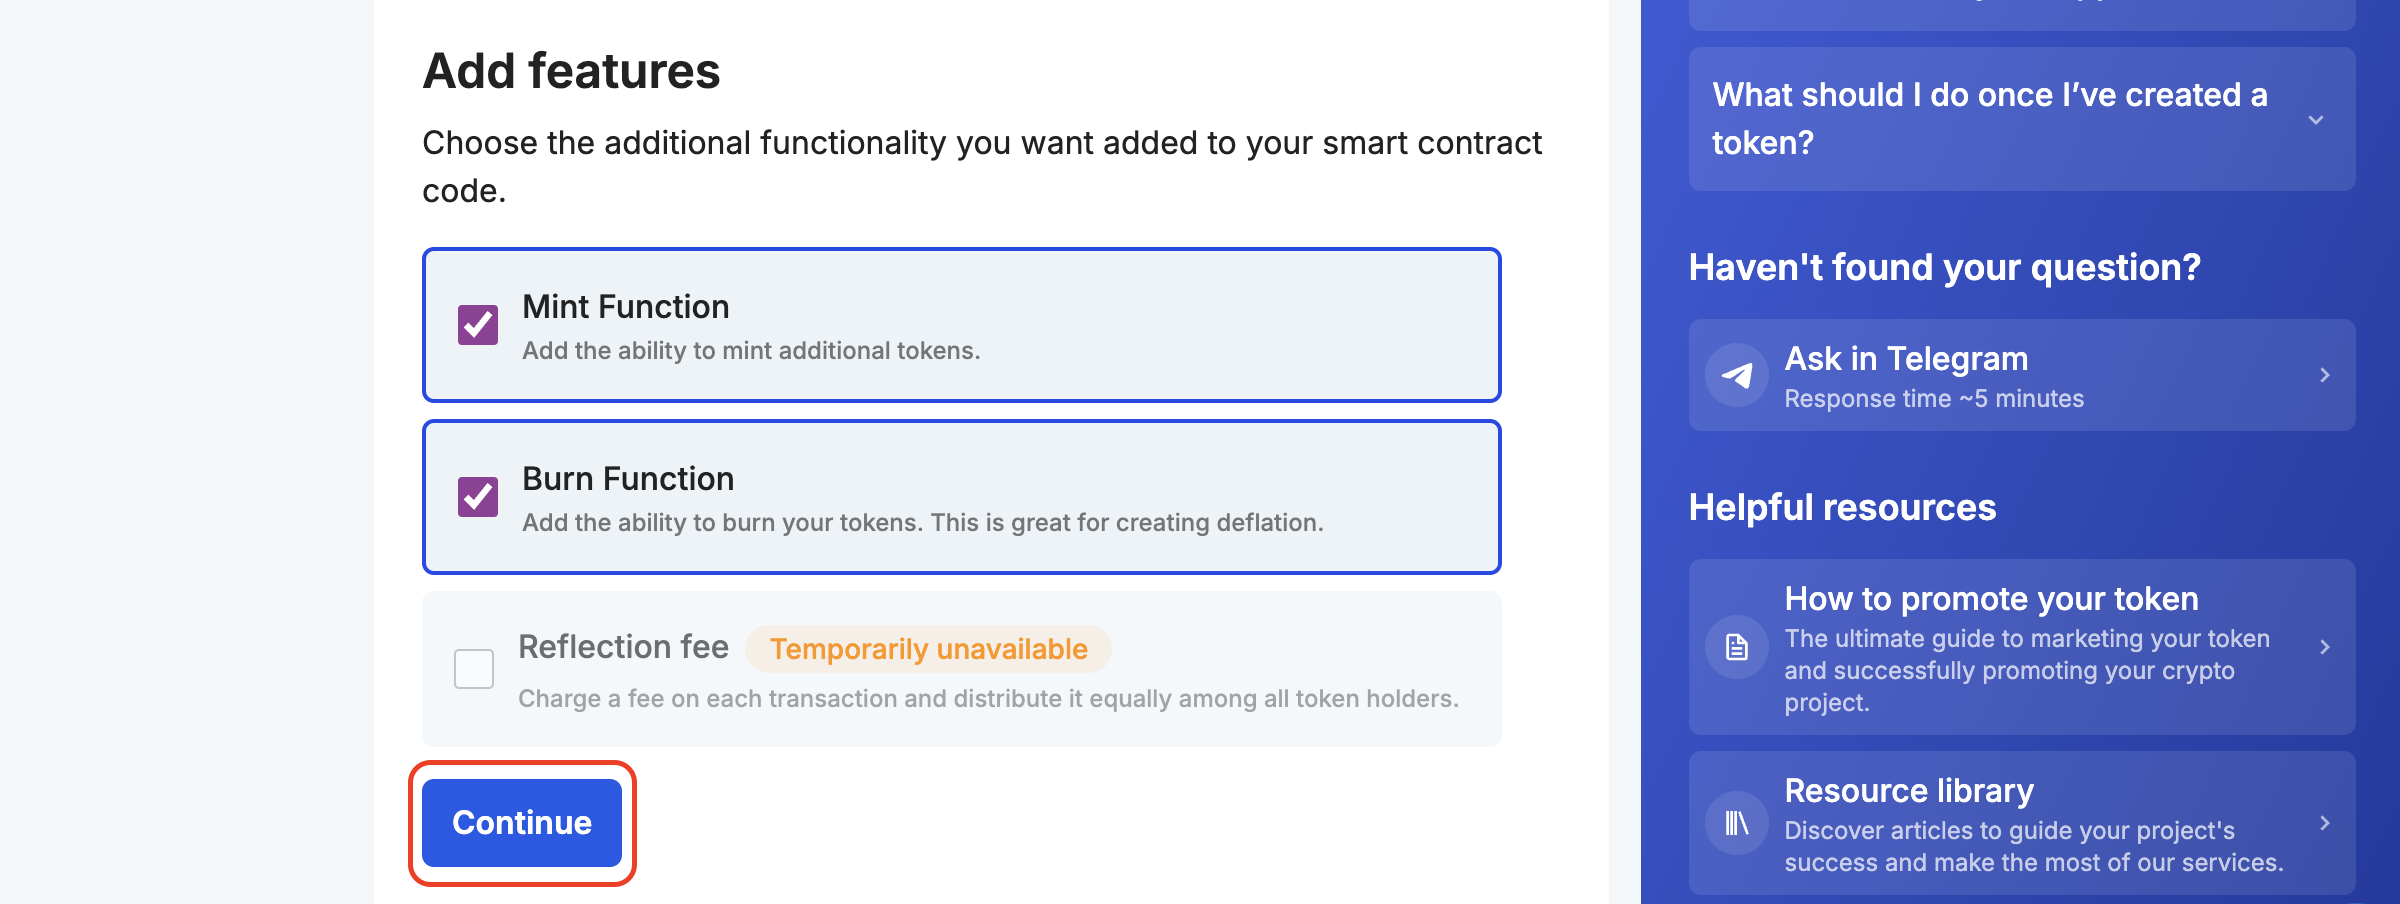 Add features
Choose the additional functionality you want added to your smart contract
code.
Mint Function
Add the ability to mint additional tokens.
Burn Function
Add the ability to burn your tokens. This is great for creating deflation.
Reflection fee Temporarily unavailable
Charge a fee on each transaction and distribute it equally among all token holders.
Continue
What should I do once I’ve created a
token?
Haven't found your question?
Ask in Telegram
Response time ~5 minutes
Helpful resources
How to promote your token
The ultimate guide to marketing your token
and successfully promoting your crypto
project.
Resource library
Discover articles to guide your project's
success and make the most of our services.